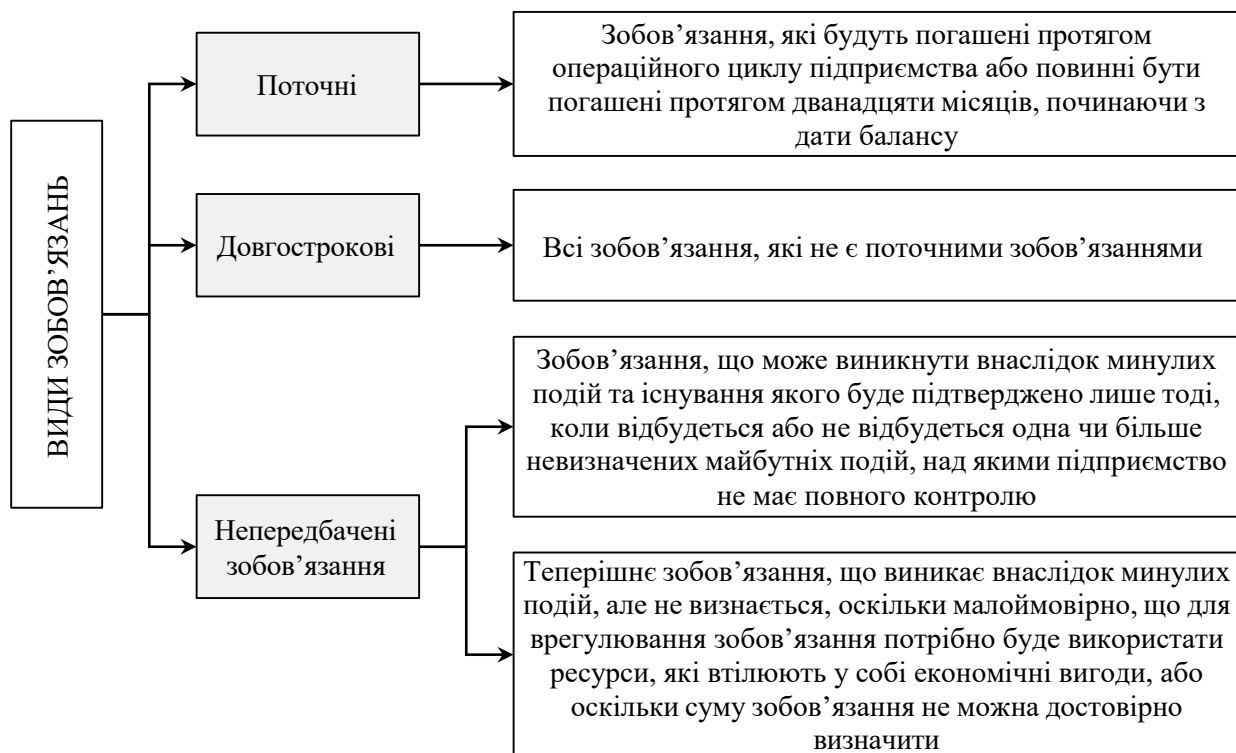 ВИДИ ЗОБОВ’ЯЗАНЬ
Поточні
Зобов’язання, які будуть погашені протягом
операційного циклу підприємства або повинні бути
погашені протягом дванадцяти місяців, починаючи з
дати балансу
Довгострокові
Всі зобов’язання, які не є поточними зобов’язаннями
Непередбачені
зобов’язання
Зобов’язання, що може виникнути внаслідок минулих
подій та існування якого буде підтверджено лише тоді,
коли відбудеться або не відбудеться одна чи більше
невизначених майбутніх подій, над якими підприємство
не має повного контролю
Теперішнє зобов’язання, що виникає внаслідок минулих
подій, але не визнається, оскільки малоймовірно, що для
врегулювання зобов’язання потрібно буде використати
ресурси, які втілюють у собі економічні вигоди, або
оскільки суму зобов’язання не можна достовірно
визначити